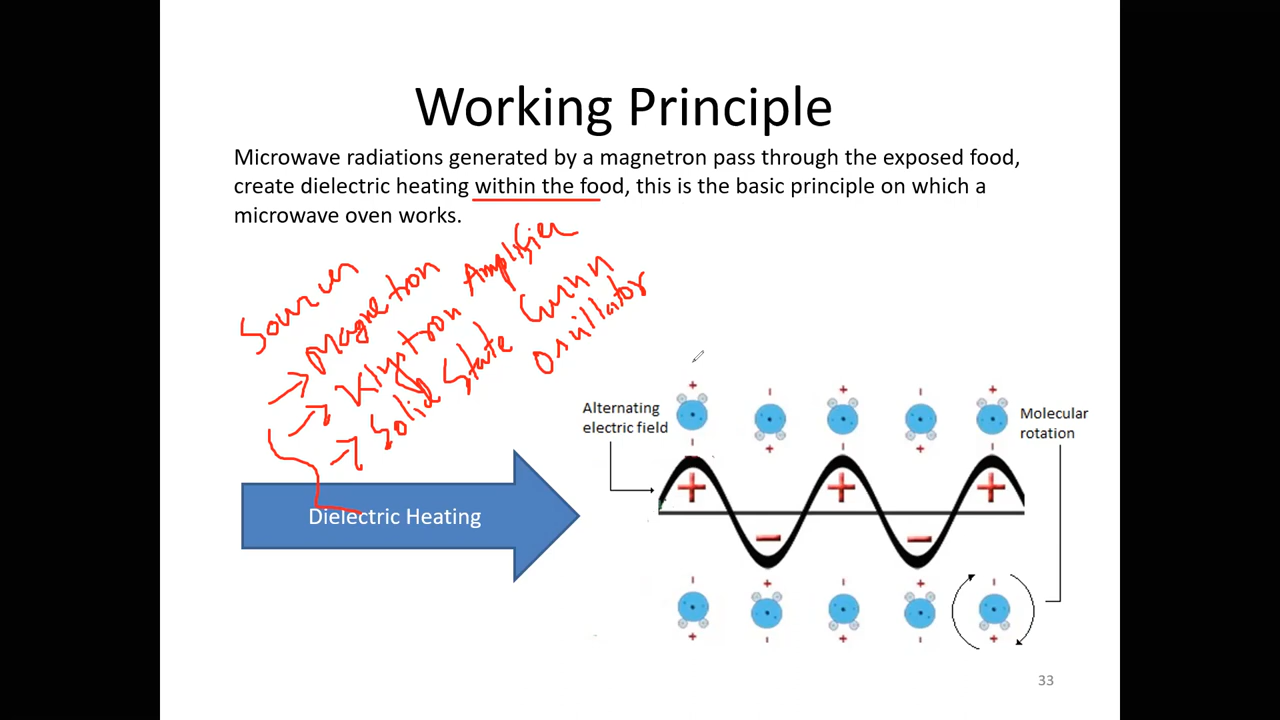 Working Principle
Microwave radiations generated by a magnetron pass through the exposed food,
create dielectric heating within the food, this is the basic principle on which a
microwave oven works.
Sources
→ Magnetron
→ Klystron Amplifier
→ Solid State Gunn
Oscillator
Dielectric Heating
Alternating
electric field
Molecular
rotation
+ - + - +
- + - + -
+ + +
- -
- + - + -
+ - + - +
33